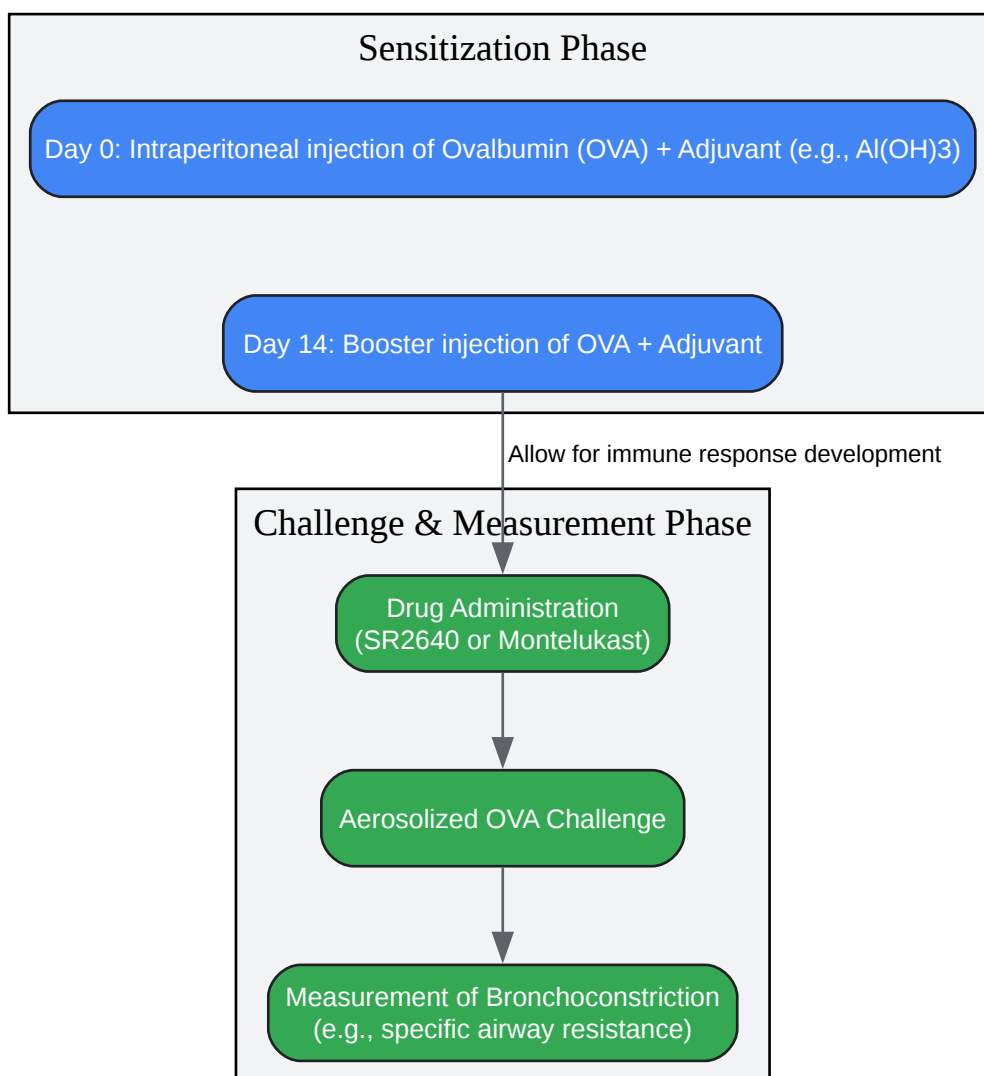 Sensitization Phase
Day 0: Intraperitoneal injection of Ovalbumin (OVA) + Adjuvant (e.g., Al(OH)3)
Day 14: Booster injection of OVA + Adjuvant
Allow for immune response development
Challenge & Measurement Phase
Drug Administration
(SR2640 or Montelukast)
Aerosolized OVA Challenge
Measurement of Bronchoconstriction
(e.g., specific airway resistance)